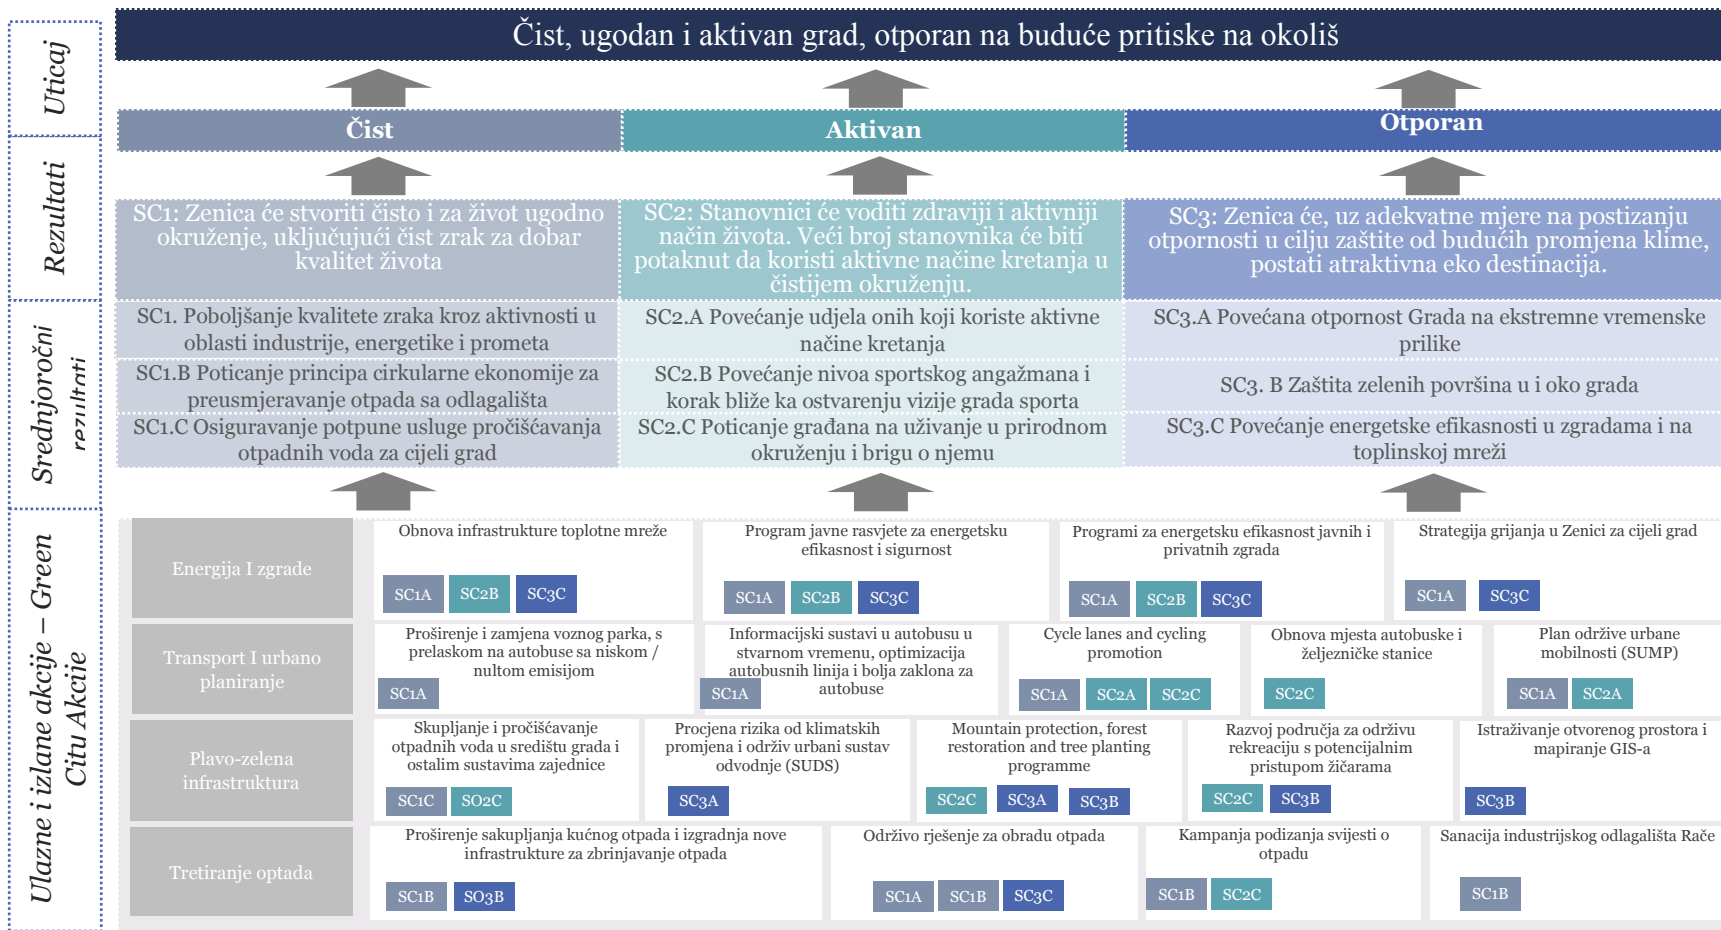 Uticaj
Čist, ugodan i aktivan grad, otporan na buduće pritiske na okoliš
Čist
Aktivan
Otporan
Rezultati
SC1: Zenica će stvoriti čisto i za život ugodno
okruženje, uključujući čist zrak za dobar
kvalitet života
SC2: Stanovnici će voditi zdraviji i aktivniji
način života. Veći broj stanovnika će biti
potaknut da koristi aktivne načine kretanja u
čistijem okruženju.
SC3: Zenica će, uz adekvatne mjere na postizanju
otpornosti u cilju zaštite od budućih promjena klime,
postati atraktivna eko destinacija.
Srednjoročni
rezultati
SC1. Poboljšanje kvalitete zraka kroz aktivnosti u
oblasti industrije, energetike i prometa
SC2.A Povećanje udjela onih koji koriste aktivne
načine kretanja
SC3.A Povećana otpornost Grada na ekstremne vremenske
prilike
SC1.B Poticanje principa cirkularne ekonomije za
preusmjeravanje otpada sa odlagališta
SC2.B Povećanje nivoa sportskog angažmana i
korak bliže ka ostvarenju vizije grada sporta
SC3. B Zaštita zelenih površina u i oko grada
SC1.C Osiguravanje potpune usluge pročišćavanja
otpadnih voda za cijeli grad
SC2.C Poticanje građana na uživanje u prirodnom
okruženju i brigu o njemu
SC3.C Povećanje energetske efikasnosti u zgradama i na
toplinskoj mreži
Ulazne i izlane akcije – Green
Citu Akcije
Energija I zgrade
Obnova infrastrukture toplotne mreže
SC1A SC2B SC3C
Program javne rasvjete za energetsku
efikasnost i sigurnost
SC1A SC2B SC3C
Programi za energetsku efikasnost javnih i
privatnih zgrada
SC1A SC2B SC3C
Strategija grijanja u Zenici za cijeli grad
SC1A SC3C
Transport I urbano
planiranje
Proširenje i zamjena voznog parka, s
prelaskom na autobuse sa niskom /
nultom emisijom
SC1A
Informacijski sustavi u autobusu u
stvarnom vremenu, optimizacija
autobusnih linija i bolja zaklona za
autobuse
SC1A
Cycle lanes and cycling
promotion
SC1A SC2A SC2C
Obnova mjesta autobuske i
željezničke stanice
SC2C
Plan održive urbane
mobilnosti (SUMP)
SC1A SC2A
Plavo-zelena
infrastruktura
Skupljanje i pročišćavanje
otpadnih voda u središtu grada i
ostalim sustavima zajednice
SC1C SO2C
Procjena rizika od klimatskih
promjena i održiv urbani sustav
odvodnje (SUDS)
SC3A
Mountain protection, forest
restoration and tree planting
programme
SC2C SC3A SC3B
Razvoj područja za održivu
rekreaciju s potencijalnim
pristupom žičarama
SC2C SC3B
Istraživanje otvorenog prostora i
mapiranje GIS-a
SC3B
Tretiranje optada
Proširenje sakupljanja kućnog otpada i izgradnja nove
infrastrukture za zbrinjavanje otpada
SC1B SO3B
Održivo rješenje za obradu otpada
SC1A SC1B SC3C
Kampanja podizanja svijesti o
otpadu
SC1B SC2C
Sanacija industrijskog odlagališta Rače
SC1B